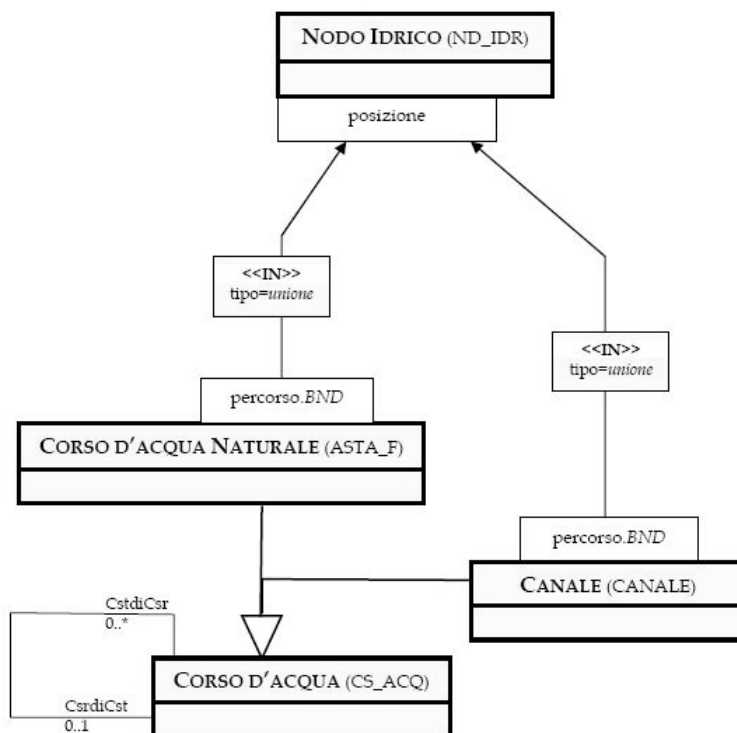 NODO IDRICO (ND_IDR)
posizione
<<IN>>
tipo=unione
<<IN>>
tipo=unione
percorso.BND
CORSO D'ACQUA NATURALE (ASTA_F)
percorso.BND
CANALE (CANALE)
CstdiCsr
0..*
CORSO D'ACQUA (CS_ACQ)
CsrdiCst
0..1